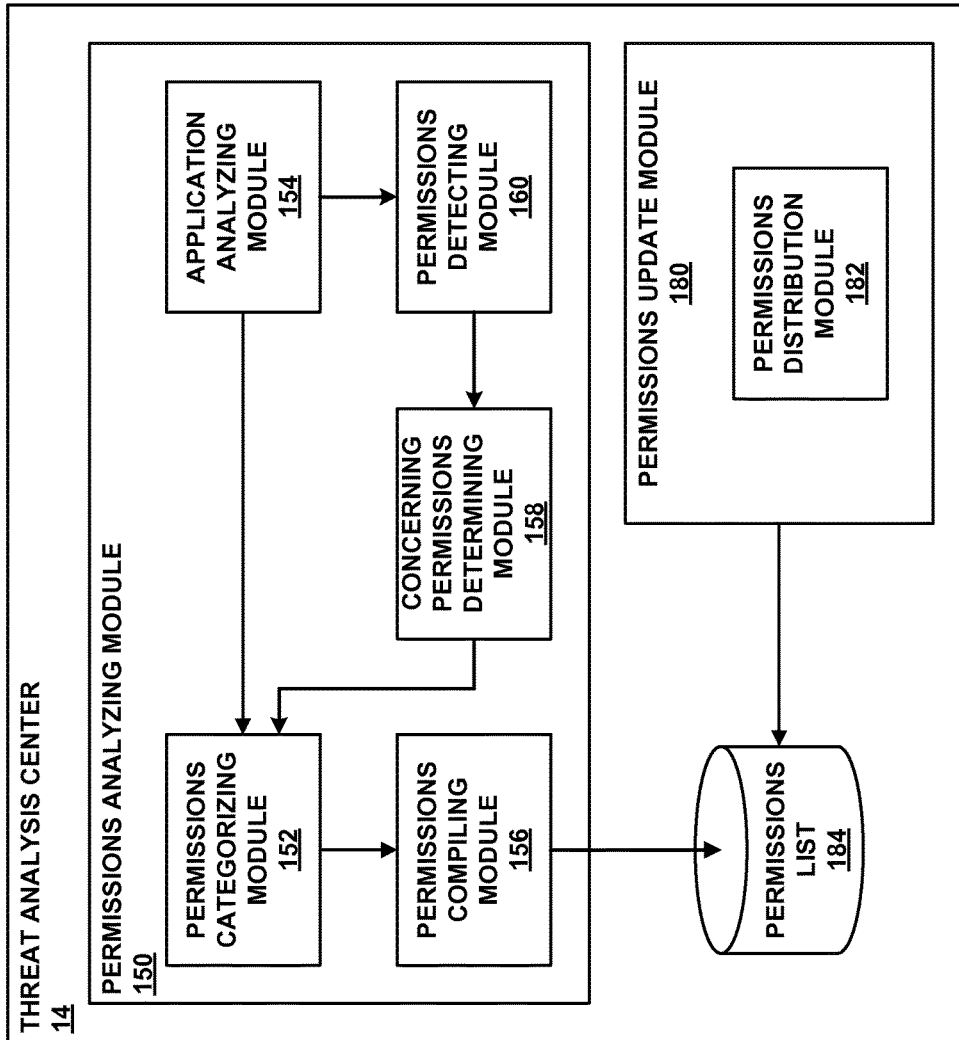 THREAT ANALYSIS CENTER
14
PERMISSIONS ANALYZING MODULE
150
PERMISSIONS
CATEGORIZING
MODULE
152
APPLICATION
ANALYZING
MODULE
154
PERMISSIONS
COMPILING
MODULE
156
CONCERNING
PERMISSIONS
DETERMINING
MODULE
158
PERMISSIONS
DETECTING
MODULE
160
PERMISSIONS
LIST
184
PERMISSIONS UPDATE MODULE
180
PERMISSIONS
DISTRIBUTION
MODULE
182